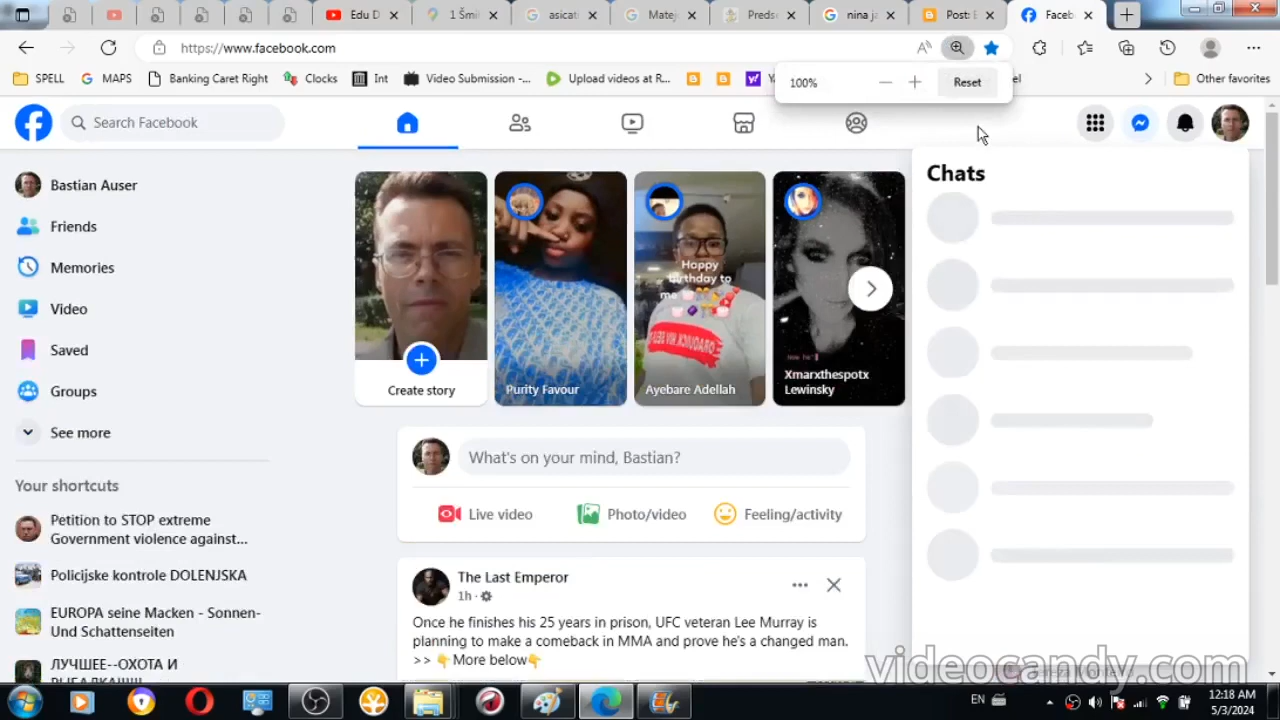 Edu D
1 Šmi
asicat
Matej
Preds
nina ja
Post: E
Faceb
https://www.facebook.com
SPELL
MAPS
Banking Caret Right
Clocks
Int
Video Submission -...
Upload videos at R...
Other favorites
100%
Reset
Search Facebook
Chats
Bastian Auser
Friends
Memories
Video
Saved
Groups
See more
Your shortcuts
Petition to STOP extreme
Government violence against...
Policijske kontrole DOLENJSKA
EUROPA seine Macken - Sonnen-
Und Schattenseiten
ЛУЧШЕЕ--ОХОТА И
Happy
birthday to
me
Create story
Purity Favour
Ayebare Adellah
Xmarxthespotx
Lewinsky
What's on your mind, Bastian?
Live video
Photo/video
Feeling/activity
The Last Emperor
1h
Once he finishes his 25 years in prison, UFC veteran Lee Murray is
planning to make a comeback in MMA and prove he's a changed man.
>> 👇More below👇
videocandy.com
EN
12:18 AM
5/3/2024